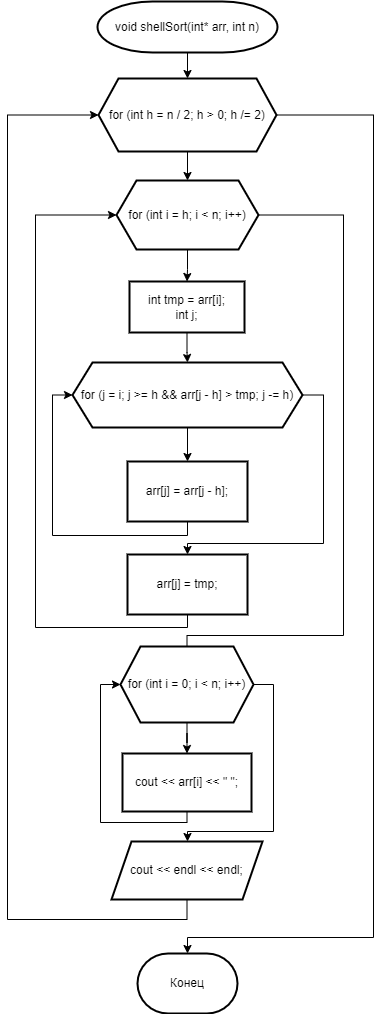 void shellSort(int* arr, int n)
for (int h = n / 2; h > 0; h /= 2)
for (int i = h; i < n; i++)
int tmp = arr[i];
int j;
for (j = i; j >= h && arr[j - h] > tmp; j -= h)
arr[j] = arr[j - h];
arr[j] = tmp;
for (int i = 0; i < n; i++)
cout << arr[i] << " ";
cout << endl << endl;
Конец